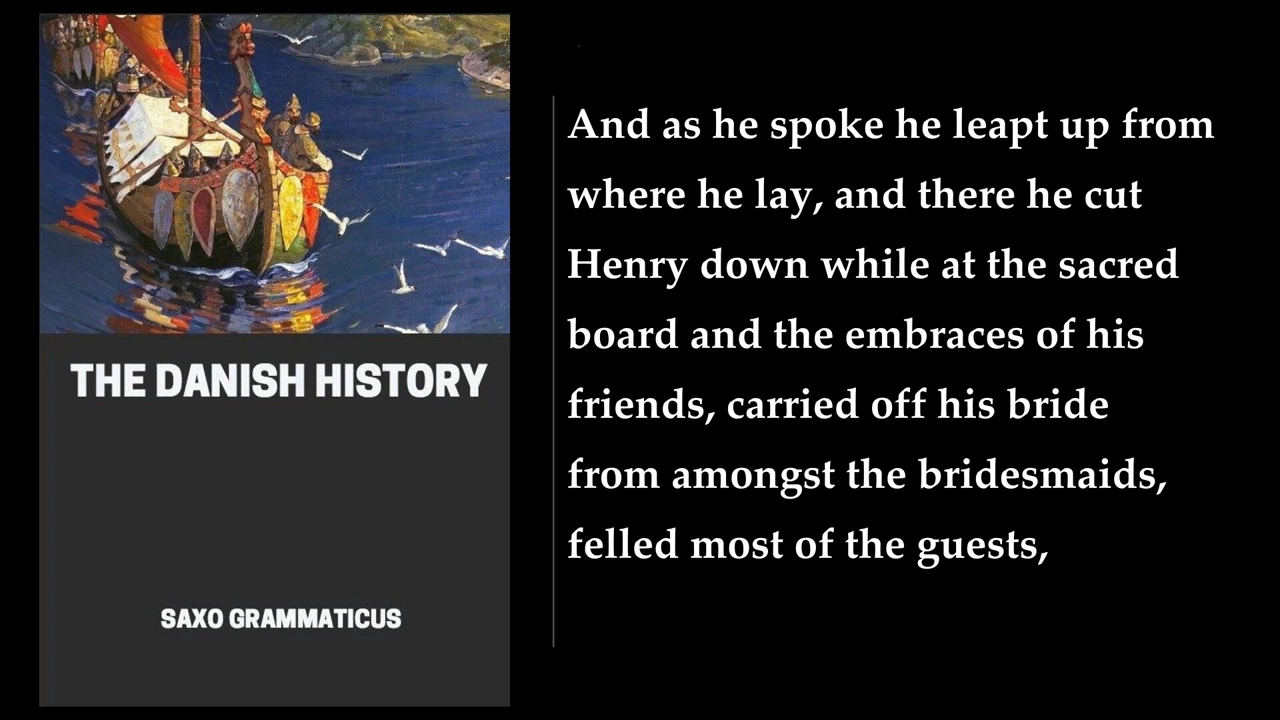 THE DANISH HISTORY
SAXO GRAMMATICUS
And as he spoke he leapt up from
where he lay, and there he cut
Henry down while at the sacred
board and the embraces of his
friends, carried off his bride
from amongst the bridesmaids,
felled most of the guests,